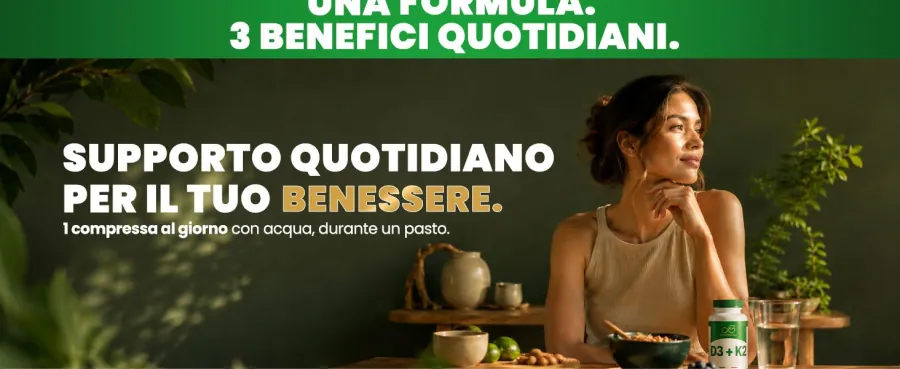 UNA FORMULA.
3 BENEFICI QUOTIDIANI.
SUPPORTO QUOTIDIANO
PER IL TUO BENESSERE.
1 compressa al giorno con acqua, durante un pasto.
D3 + K2